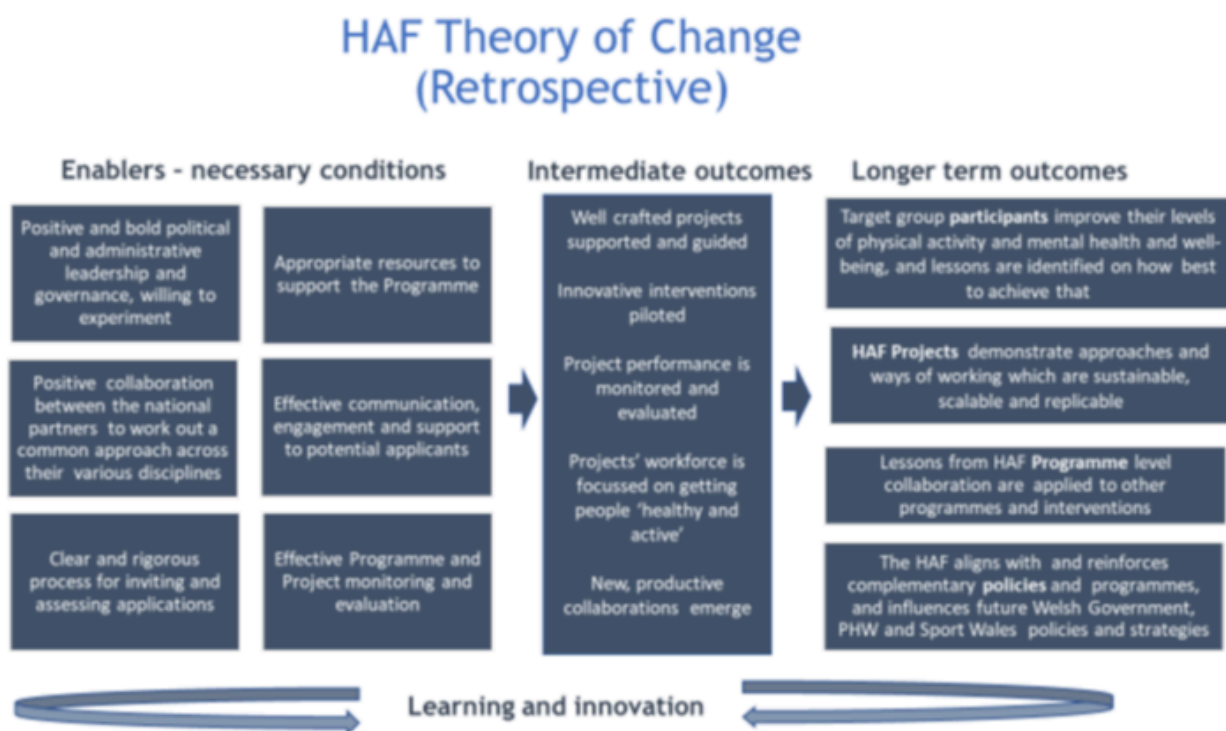 HAF Theory of Change
(Retrospective)
Enablers - necessary conditions
Positive and bold political
and administrative
leadership and
governance, willing to
experiment
Appropriate resources to
support the Programme
Positive collaboration
between the national
partners to work out a
common approach across
their various disciplines
Effective communication,
engagement and support
to potential applicants
Clear and rigorous
process for inviting and
assessing applications
Effective Programme and
Project monitoring and
evaluation
Intermediate outcomes
Well crafted projects
supported and guided
Innovative interventions
piloted
Project performance is
monitored and
evaluated
Projects' workforce is
focussed on getting
people 'healthy and
active'
New, productive
collaborations emerge
Longer term outcomes
Target group participants improve their levels
of physical activity and mental health and well-
being, and lessons are identified on how best
to achieve that
HAF Projects demonstrate approaches and
ways of working which are sustainable,
scalable and replicable
Lessons from HAF Programme level
collaboration are applied to other
programmes and interventions
The HAF aligns with and reinforces
complementary policies and programmes,
and influences future Welsh Government,
PHW and Sport Wales policies and strategies
Learning and innovation